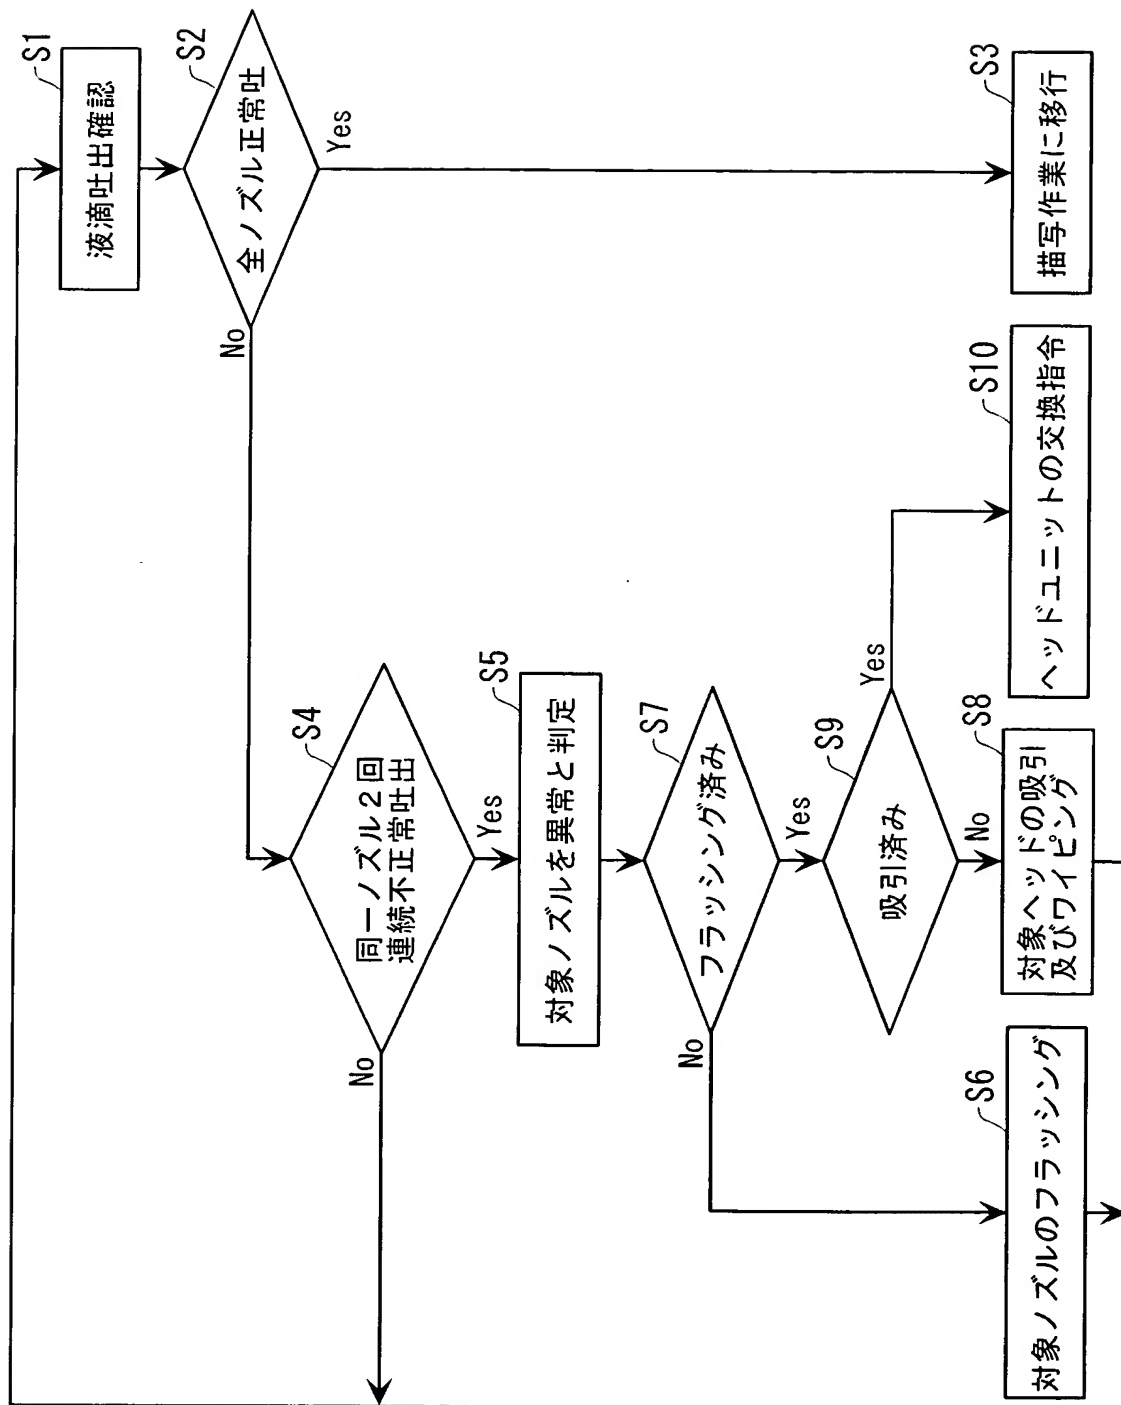 S1
液滴吐出確認
S2
全ノズル正常吐
Yes
No
S3
描写作業に移行
S4
同一ノズル2回
連続不正常吐出
No
Yes
S5
対象ノズルを異常と判定
S7
フラッシング済み
No
Yes
S9
吸引済み
Yes
No
S6
対象ノズルのフラッシング
S8
対象ヘッドの吸引
及びワイピング
S10
ヘッドユニットの交換指令